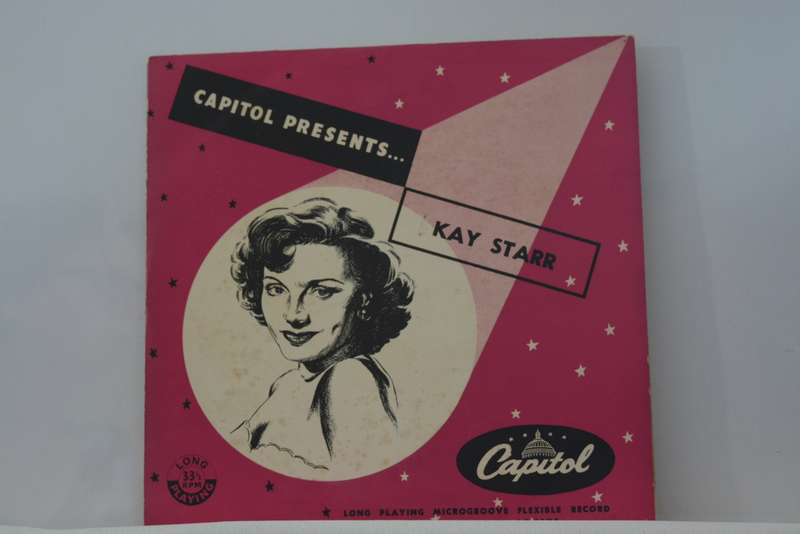 CAPITOL PRESENTS...
KAY STARR
LONG
33⅓
RPM
PLAYING
Capitol
LONG PLAYING MICROGROOVE FLEXIBLE RECORD